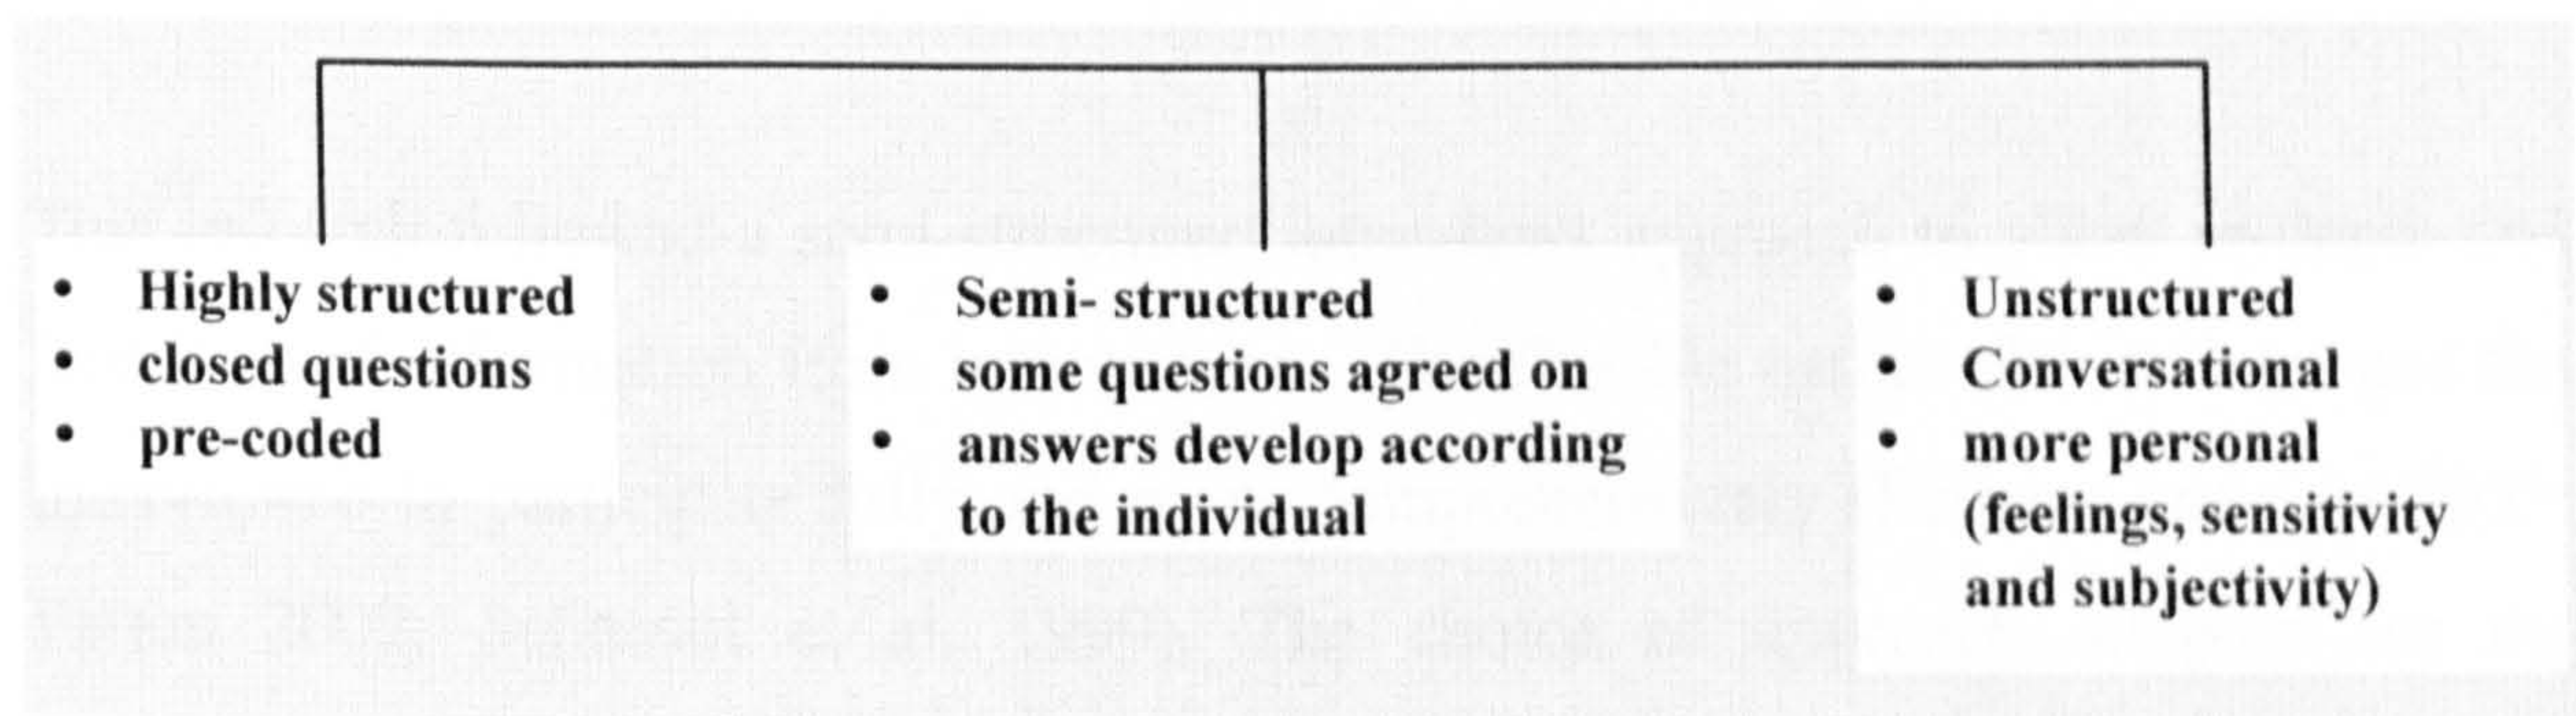 • Highly structured
• closed questions
• pre-coded
• Semi- structured
• some questions agreed on
• answers develop according
to the individual
• Unstructured
• Conversational
• more personal
(feelings, sensitivity
and subjectivity)